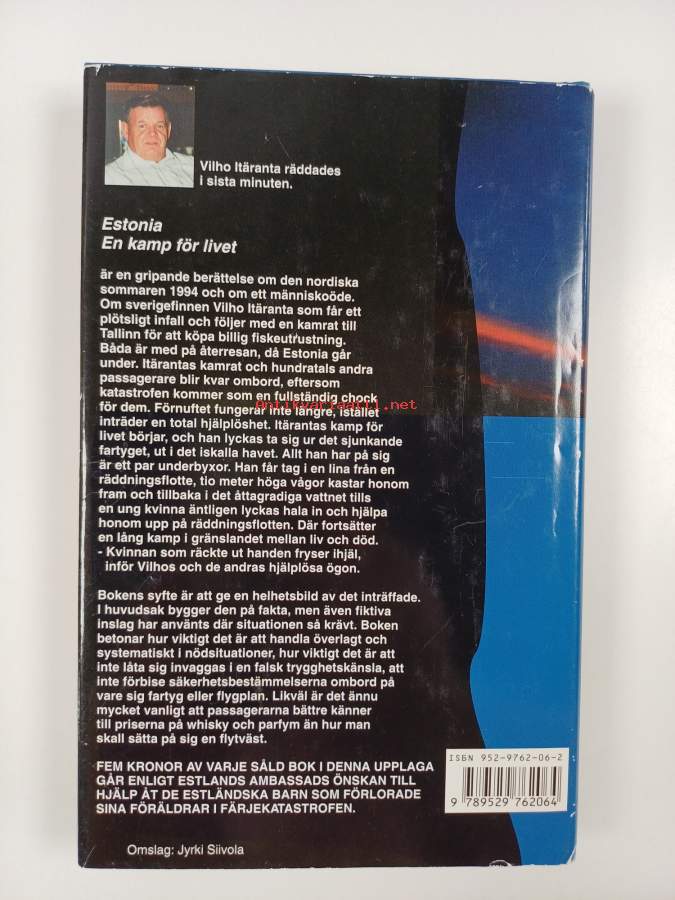 Vilho Itäranta räddades
i sista minuten.
Estonia
En kamp för livet
är en gripande berättelse om den nordiska
sommaren 1994 och om ett människoöde.
Om sverigefinnen Vilho Itäranta som får ett
plötsligt infall och följer med en kamrat till
Tallinn för att köpa billig fiskeutrustning.
Båda är med på återresan, då Estonia går
under. Itärantas kamrat och hundratals andra
passagerare blir kvar ombord, eftersom
katastrofen kommer som en fullständig chock
Antikvariaatti.net
för dem. Förnuftet fungerar inte längre, istället
inträder en total hjälplöshet. Itärantas kamp för
livet börjar, och han lyckas ta sig ur det sjunkande
fartyget, ut i det iskalla havet. Allt han har på sig
är ett par underbyxor. Han får tag i en lina från en
räddningsflotte, tio meter höga vågor kastar honom
fram och tillbaka i det åttagradiga vattnet tills
en ung kvinna äntligen lyckas hala in och hjälpa
honom upp på räddningsflotten. Där fortsätter
en lång kamp i gränslandet mellan liv och död.
- Kvinnan som räckte ut handen fryser ihjäl,
inför Vilhos och de andras hjälplösa ögon.
Bokens syfte är att ge en helhetsbild av det inträffade.
I huvudsak bygger den på fakta, men även fiktiva
inslag har använts där situationen så krävt. Boken
betonar hur viktigt det är att handla överlagt och
systematiskt i nödsituationer, hur viktigt det är att
inte låta sig invaggas i en falsk trygghetskänsla, att
inte förbise säkerhetsbestämmelserna ombord på
vare sig fartyg eller flygplan. Likväl är det ännu
mycket vanligt att passagerarna bättre känner
till priserna på whisky och parfym än hur man
skall sätta på sig en flytväst.
FEM KRONOR AV VARJE SÅLD BOK I DENNA UPPLAGA
GÅR ENLIGT ESTLANDS AMBASSADS ÖNSKAN TILL
HJÄLP ÅT DE ESTLÄNDSKA BARN SOM FÖRLORADE
SINA FÖRÄLDRAR I FÄRJEKATASTROFEN.
ISBN 952-9762-06-2
9 789529 762064
Omslag: Jyrki Siivola